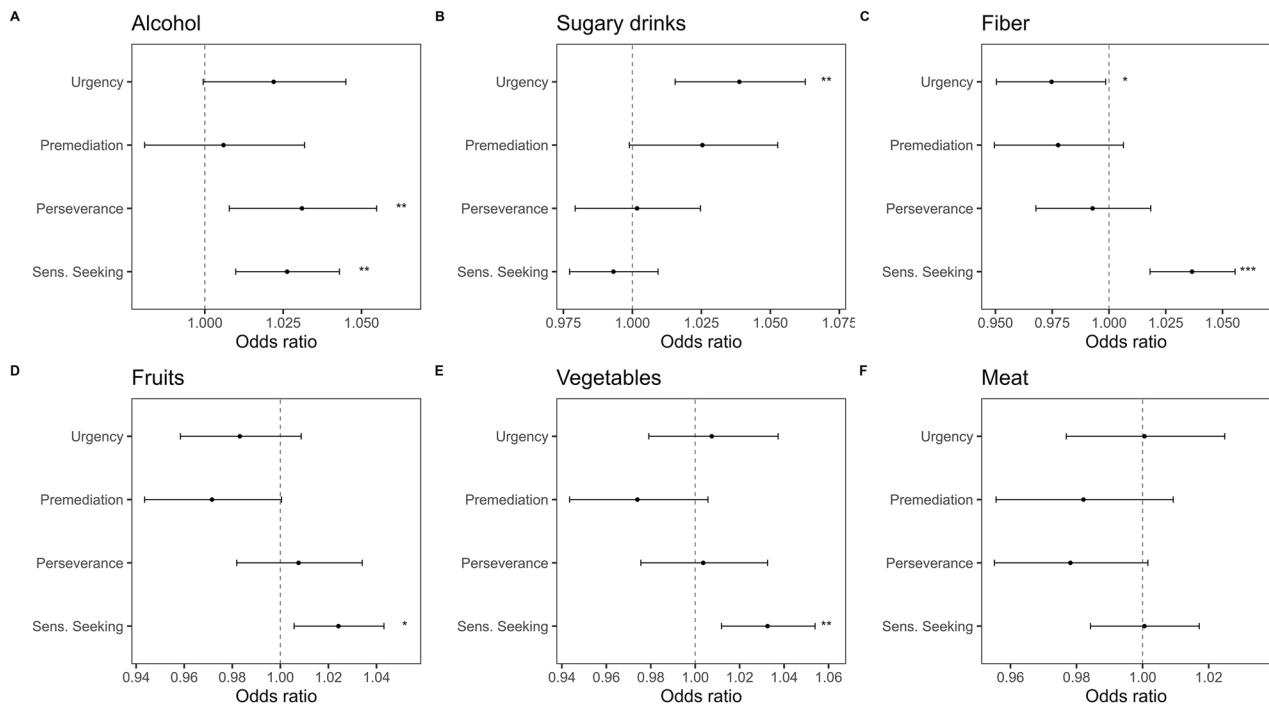 A Alcohol
Urgency
Premediation
Perseverance **
Sens. Seeking **
1.000 1.025 1.050
Odds ratio
B Sugary drinks
Urgency **
Premediation
Perseverance
Sens. Seeking
0.975 1.000 1.025 1.050 1.075
Odds ratio
C Fiber
Urgency *
Premediation
Perseverance
Sens. Seeking ***
0.950 0.975 1.000 1.025 1.050
Odds ratio
D Fruits
Urgency
Premediation
Perseverance
Sens. Seeking *
0.94 0.96 0.98 1.00 1.02 1.04
Odds ratio
E Vegetables
Urgency
Premediation
Perseverance
Sens. Seeking **
0.94 0.96 0.98 1.00 1.02 1.04 1.06
Odds ratio
F Meat
Urgency
Premediation
Perseverance
Sens. Seeking
0.96 0.98 1.00 1.02
Odds ratio